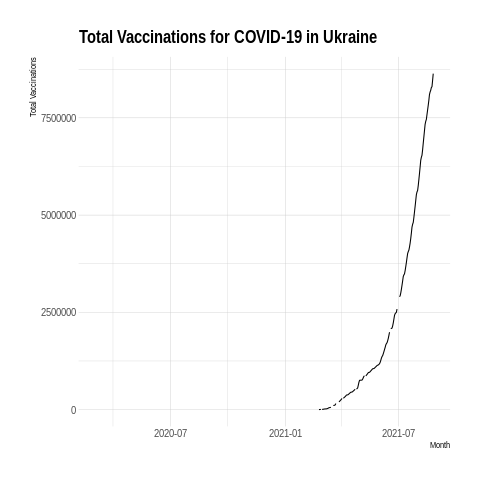 Total Vaccinations for COVID-19 in Ukraine
Total Vaccinations
7500000
5000000
2500000
0
2020-07
2021-01
2021-07
Month